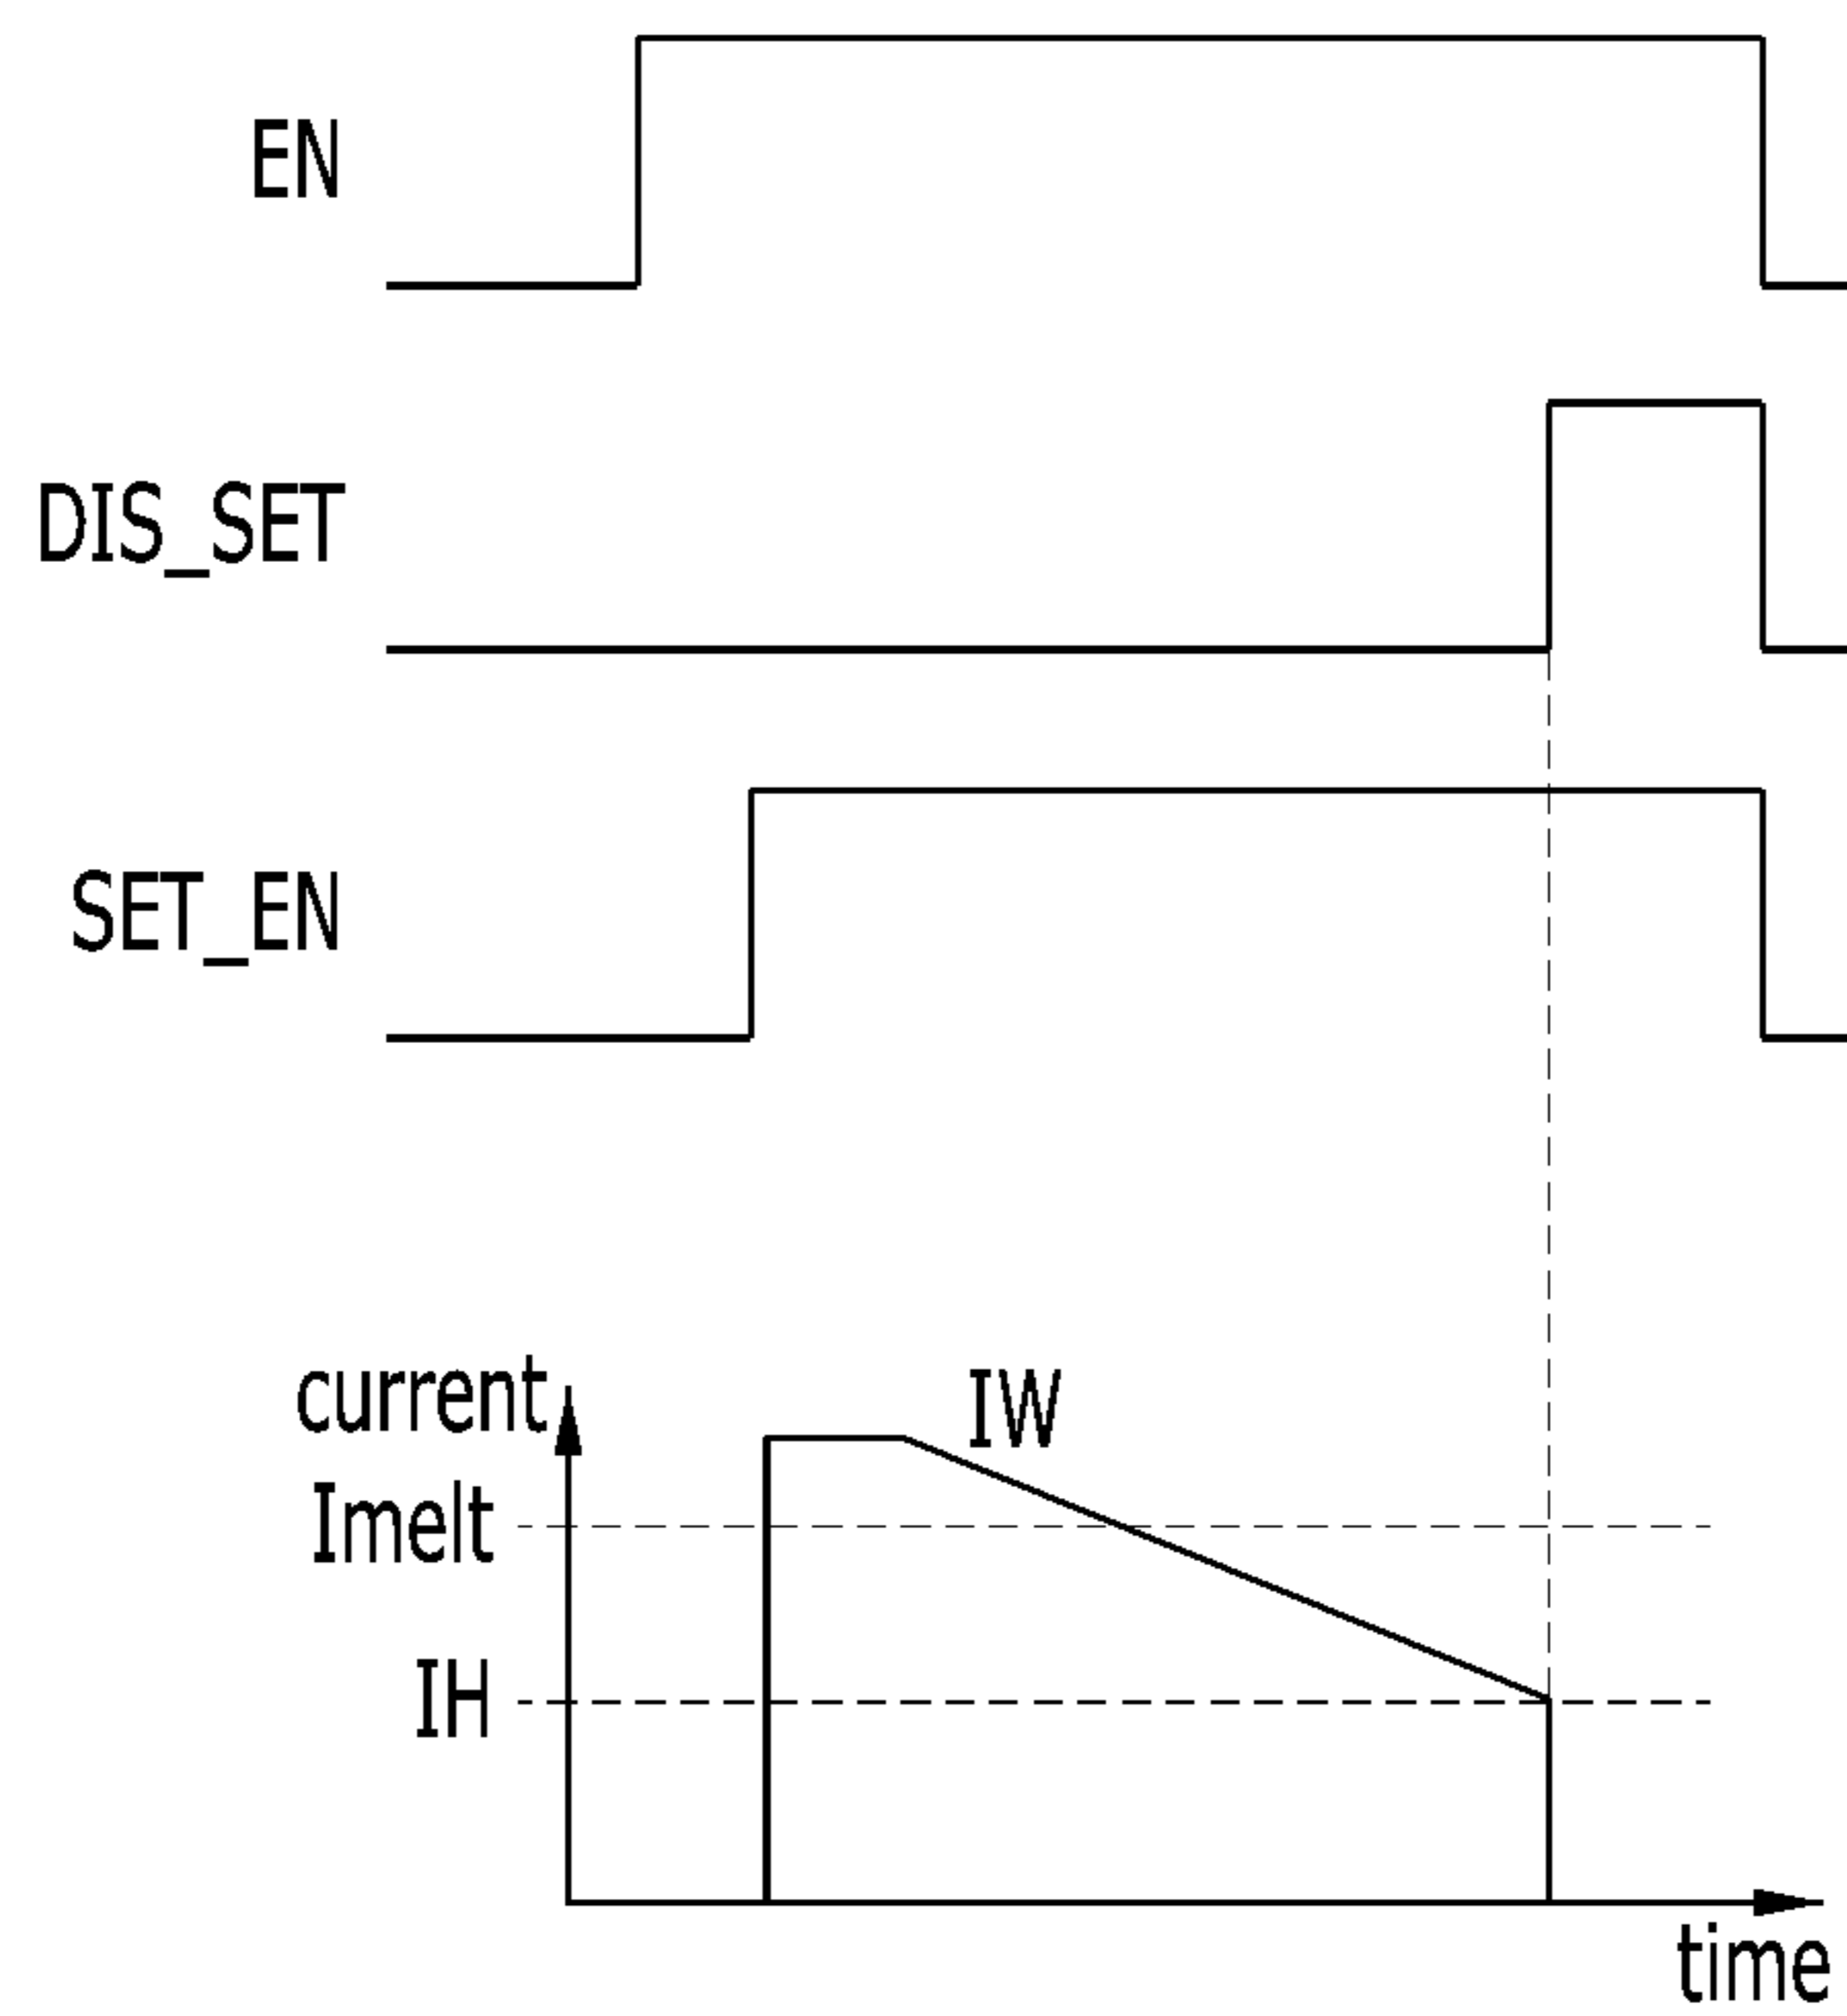 EN
DIS_SET
SET_EN
current
IW
Imelt
IH
time